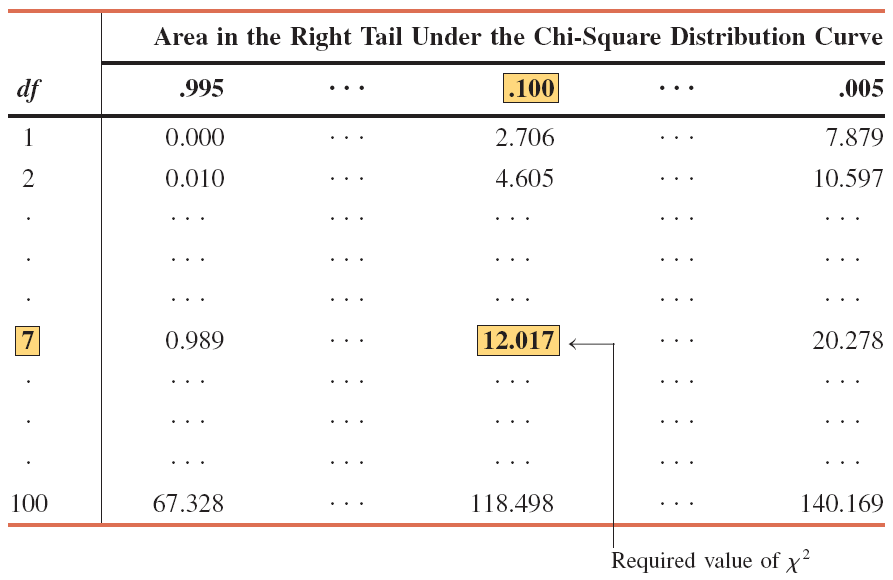 Area in the Right Tail Under the Chi-Square Distribution Curve
df .995 ··· .100 ··· .005
1 0.000 ··· 2.706 ··· 7.879
2 0.010 ··· 4.605 ··· 10.597
· ··· ··· ··· ··· ···
· ··· ··· ··· ··· ···
· ··· ··· ··· ··· ···
7 0.989 ··· 12.017 ··· 20.278
· ··· ··· ··· ··· ···
· ··· ··· ··· ··· ···
· ··· ··· ··· ··· ···
100 67.328 ··· 118.498 ··· 140.169
Required value of χ²